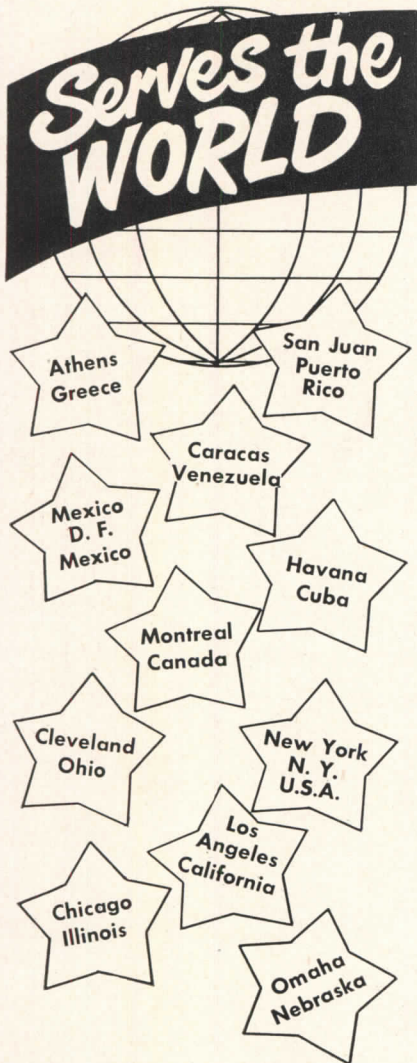 Serves the
WORLD
Athens
Greece
San Juan
Puerto
Rico
Caracas
Venezuela
Mexico
D. F.
Mexico
Havana
Cuba
Montreal
Canada
Cleveland
Ohio
New York
N. Y.
U.S.A.
Los
Angeles
California
Chicago
Illinois
Omaha
Nebraska